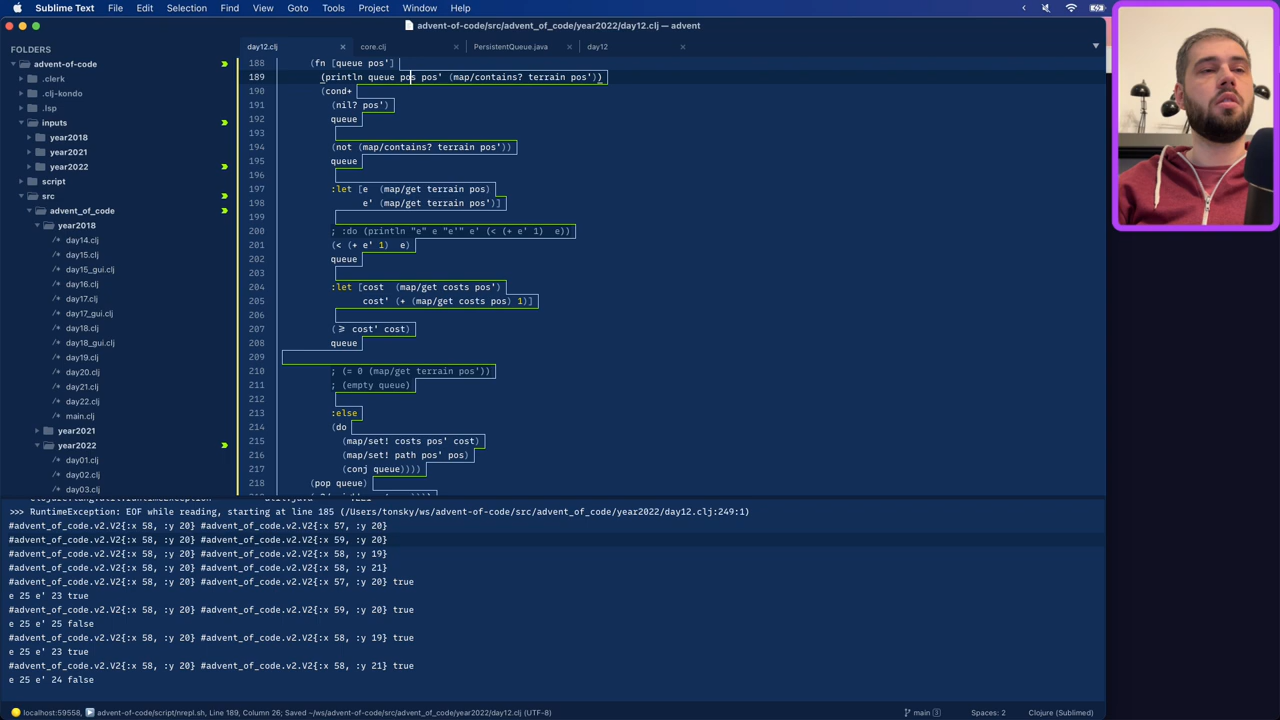 Sublime Text File Edit Selection Find View Goto Tools Project Window Help
advent-of-code/src/advent_of_code/year2022/day12.clj — advent
FOLDERS
advent-of-code
.clerk
.clj-kondo
.lsp
inputs
year2018
year2021
year2022
script
src
advent_of_code
year2018
/* day14.clj
/* day15.clj
/* day15_gui.clj
/* day16.clj
/* day17.clj
/* day17_gui.clj
/* day18.clj
/* day18_gui.clj
/* day19.clj
/* day20.clj
/* day21.clj
/* day22.clj
/* main.clj
year2021
year2022
/* day01.clj
/* day02.clj
/* day03.clj
day12.clj core.clj PersistentQueue.java day12
188 (fn [queue pos']
189 (println queue pos pos' (map/contains? terrain pos'))
190 (cond+
191 (nil? pos')
192 queue
193
194 (not (map/contains? terrain pos'))
195 queue
196
197 :let [e (map/get terrain pos)
198 e' (map/get terrain pos')]
199
200 ; :do (println "e" e "e'" e' (< (+ e' 1) e))
201 (< (+ e' 1) e)
202 queue
203
204 :let [cost (map/get costs pos')
205 cost' (+ (map/get costs pos) 1)]
206
207 (>= cost' cost)
208 queue
209
210 ; (= 0 (map/get terrain pos'))
211 ; (empty queue)
212
213 :else
214 (do
215 (map/set! costs pos' cost)
216 (map/set! path pos' pos)
217 (conj queue))))
218 (pop queue)
>>> RuntimeException: EOF while reading, starting at line 185 (/Users/tonsky/ws/advent-of-code/src/advent_of_code/year2022/day12.clj:249:1)
#advent_of_code.v2.V2{:x 58, :y 20} #advent_of_code.v2.V2{:x 57, :y 20}
#advent_of_code.v2.V2{:x 58, :y 20} #advent_of_code.v2.V2{:x 59, :y 20}
#advent_of_code.v2.V2{:x 58, :y 20} #advent_of_code.v2.V2{:x 58, :y 19}
#advent_of_code.v2.V2{:x 58, :y 20} #advent_of_code.v2.V2{:x 58, :y 21}
#advent_of_code.v2.V2{:x 58, :y 20} #advent_of_code.v2.V2{:x 57, :y 20} true
e 25 e' 23 true
#advent_of_code.v2.V2{:x 58, :y 20} #advent_of_code.v2.V2{:x 59, :y 20} true
e 25 e' 25 false
#advent_of_code.v2.V2{:x 58, :y 20} #advent_of_code.v2.V2{:x 58, :y 19} true
e 25 e' 23 true
#advent_of_code.v2.V2{:x 58, :y 20} #advent_of_code.v2.V2{:x 58, :y 21} true
e 25 e' 24 false
localhost:59558, advent-of-code/script/nrepl.sh, Line 189, Column 26; Saved ~/ws/advent-of-code/src/advent_of_code/year2022/day12.clj (UTF-8) main 3 Spaces: 2 Clojure (Sublimed)